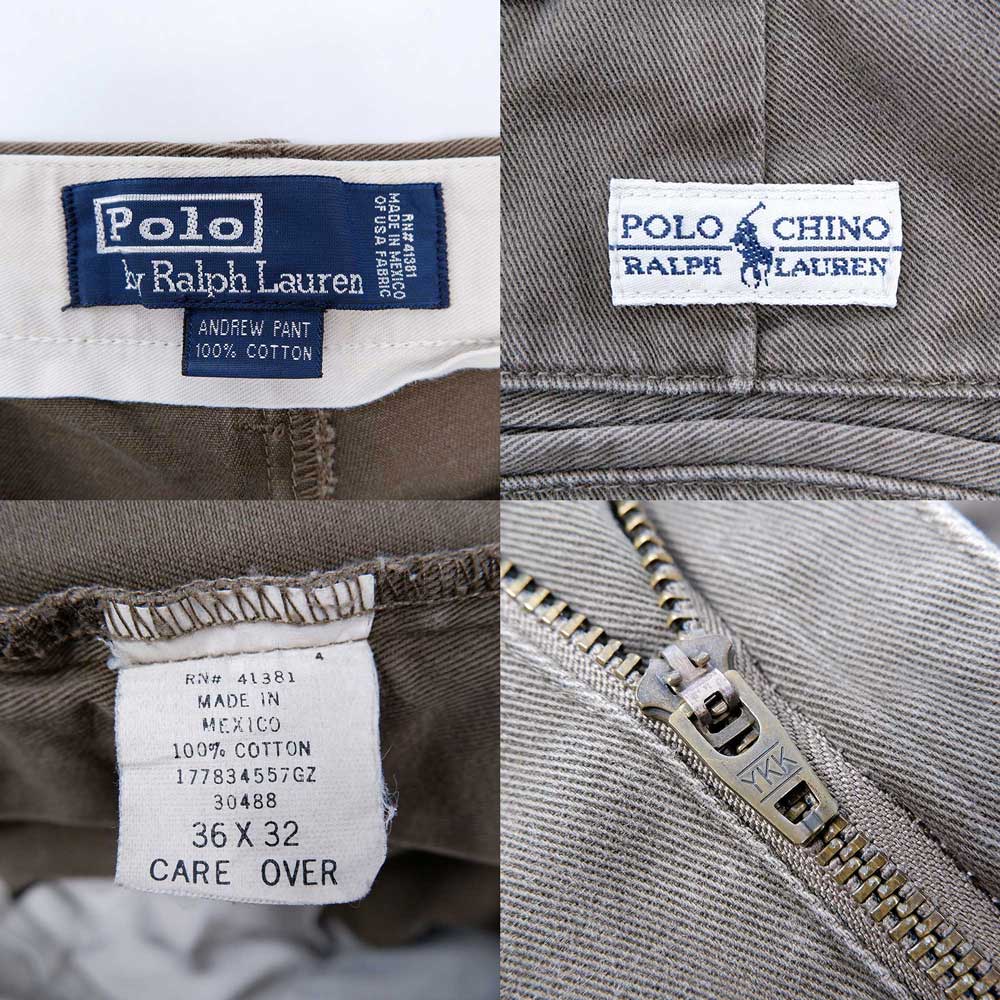 Polo
by Ralph Lauren
RN#41381
MADE IN MEXICO
OF USA FABRIC
ANDREW PANT
100% COTTON
POLO CHINO
RALPH LAUREN
4
RN# 41381
MADE IN
MEXICO
100% COTTON
177834557GZ
30488
36 X 32
CARE OVER
YKK